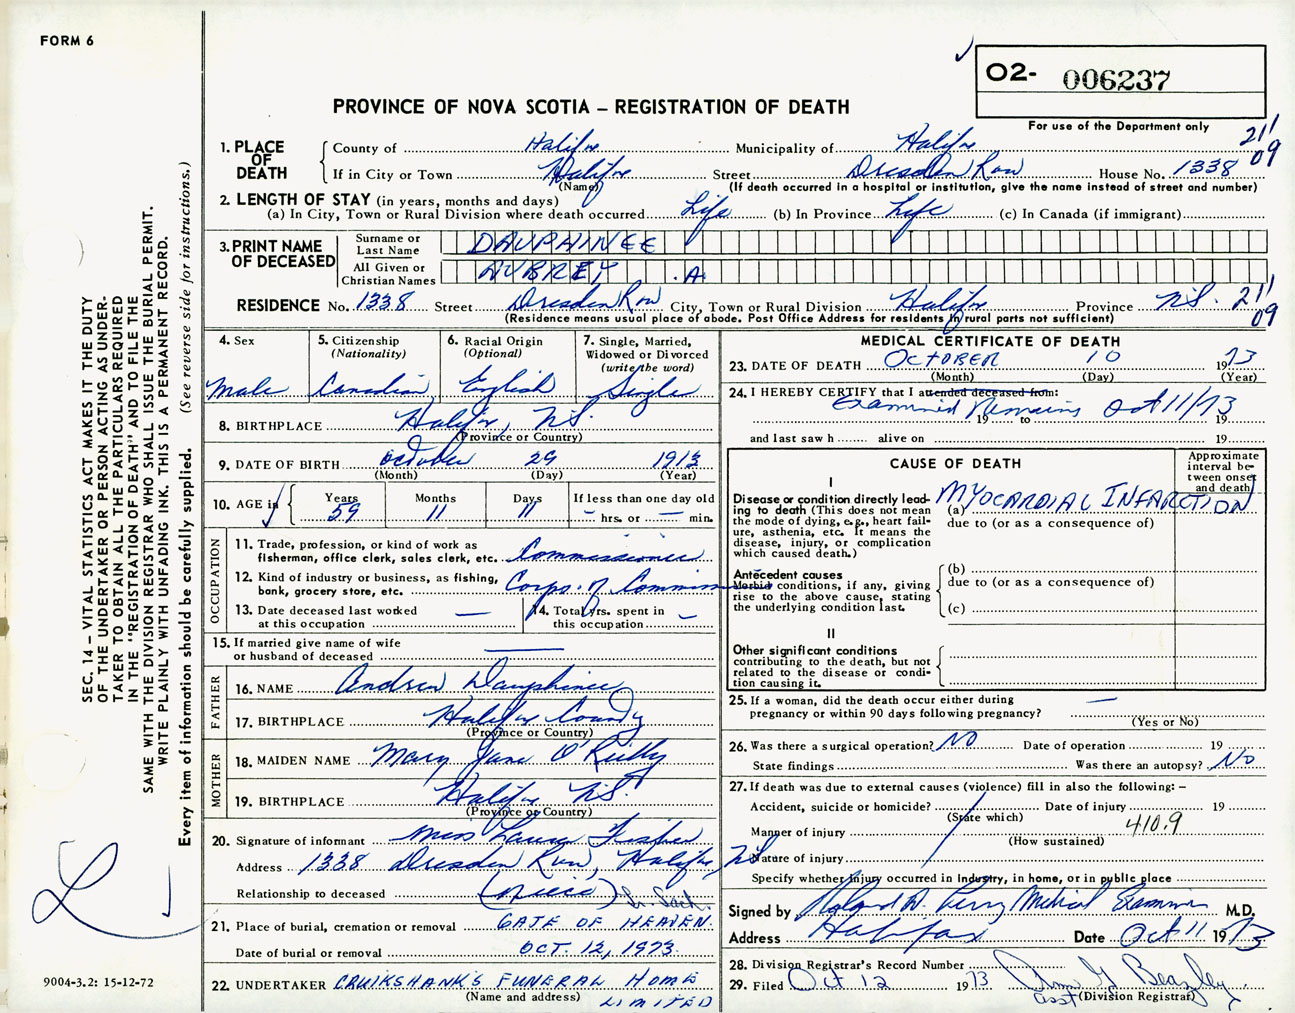 FORM 6
O2- 006237
PROVINCE OF NOVA SCOTIA – REGISTRATION OF DEATH
For use of the Department only
211
09
1. PLACE OF DEATH
County of Halifax Municipality of Halifax
If in City or Town Halifax Street Dresden Row House No. 1338
(Name) (If death occurred in a hospital or institution, give the name instead of street and number)
2. LENGTH OF STAY (in years, months and days)
(a) In City, Town or Rural Division where death occurred Life (b) In Province Life (c) In Canada (if immigrant)
3. PRINT NAME OF DECEASED
Surname or Last Name DAUPHINEE
All Given or Christian Names AUBREY .A.
RESIDENCE No. 1338 Street Dresden Row City, Town or Rural Division Halifax Province N.S. 211
09
(Residence means usual place of abode. Post Office Address for residents in rural parts not sufficient)
4. Sex
Male
5. Citizenship
(Nationality)
Canadian
6. Racial Origin
(Optional)
English
7. Single, Married,
Widowed or Divorced
(write the word)
Single
8. BIRTHPLACE Halifax, N.S.
(Province or Country)
9. DATE OF BIRTH October 29 1913
(Month) (Day) (Year)
10. AGE in
Years Months Days If less than one day old
59 11 11 – hrs. or – min.
OCCUPATION
11. Trade, profession, or kind of work as
fisherman, office clerk, sales clerk, etc. Commissionaire
12. Kind of industry or business, as fishing,
bank, grocery store, etc. Corps. of Commiss
13. Date deceased last worked
at this occupation –
14. Total yrs. spent in
this occupation –
15. If married give name of wife
or husband of deceased –
FATHER
16. NAME Andrew Dauphinee
17. BIRTHPLACE Halifax County
(Province or Country)
MOTHER
18. MAIDEN NAME Mary Jane O'Reilly
19. BIRTHPLACE Halifax N.S.
(Province or Country)
20. Signature of informant Miss Laura Fisher
Address 1338 Dresden Row, Halifax, N.S.
Relationship to deceased (niece)
21. Place of burial, cremation or removal GATE OF HEAVEN.
Date of burial or removal OCT. 12, 1973
22. UNDERTAKER CRUIKSHANK'S FUNERAL HOME
(Name and address) LIMITED
MEDICAL CERTIFICATE OF DEATH
23. DATE OF DEATH OCTOBER 10 1973
(Month) (Day) (Year)
24. I HEREBY CERTIFY that I attended deceased from:
Examined Remains Oct 11/73
19 to 19
and last saw h alive on 19
CAUSE OF DEATH
Approximate
interval be-
tween onset
and death
I
Disease or condition directly lead-
ing to death (This does not mean
the mode of dying, e.g., heart fail-
ure, asthenia, etc. It means the
disease, injury, or complication
which caused death.)
(a) MYOCARDIAL INFARCTION
due to (or as a consequence of)
Antecedent causes
Morbid conditions, if any, giving
rise to the above cause, stating
the underlying condition last.
(b)
due to (or as a consequence of)
(c)
II
Other significant conditions
contributing to the death, but not
related to the disease or condi-
tion causing it.
25. If a woman, did the death occur either during
pregnancy or within 90 days following pregnancy? –
(Yes or No)
26. Was there a surgical operation? NO Date of operation 19
State findings Was there an autopsy? No
27. If death was due to external causes (violence) fill in also the following: –
Accident, suicide or homicide? Date of injury 19
(State which)
Manner of injury 410.9
(How sustained)
Nature of injury
Specify whether injury occurred in industry, in home, or in public place
Signed by Roland D. Perry Medical Examiner M.D.
Address Halifax Date Oct 11 1973
28. Division Registrar's Record Number
29. Filed Oct 12 1973 Ann G Beazley
asst (Division Registrar)
SEC. 14 – VITAL STATISTICS ACT MAKES IT THE DUTY
OF THE UNDERTAKER OR PERSON ACTING AS UNDER-
TAKER TO OBTAIN ALL THE PARTICULARS REQUIRED
IN THE "REGISTRATION OF DEATH" AND TO FILE THE
SAME WITH THE DIVISION REGISTRAR WHO SHALL ISSUE THE BURIAL PERMIT.
WRITE PLAINLY WITH UNFADING INK. THIS IS A PERMANENT RECORD.
Every item of information should be carefully supplied. (See reverse side for instructions.)
9004-3.2: 15-12-72